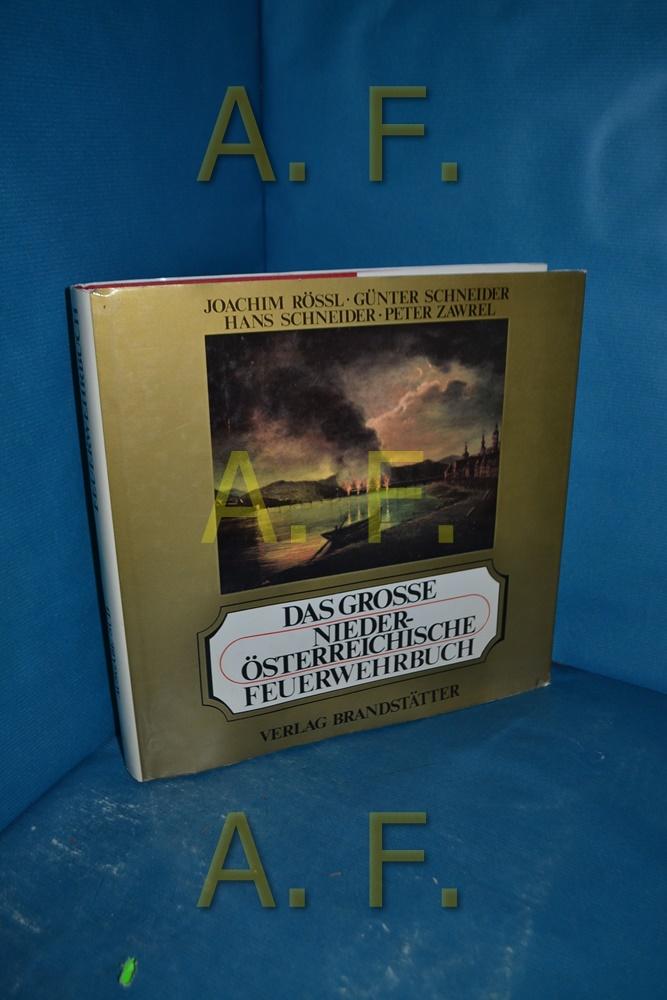 A. F.
JOACHIM RÖSSL · GÜNTER SCHNEIDER
HANS SCHNEIDER · PETER ZAWREL
A. F.
DAS GROSSE
NIEDER-
ÖSTERREICHISCHE
FEUERWEHRBUCH
VERLAG BRANDSTÄTTER
A. F.